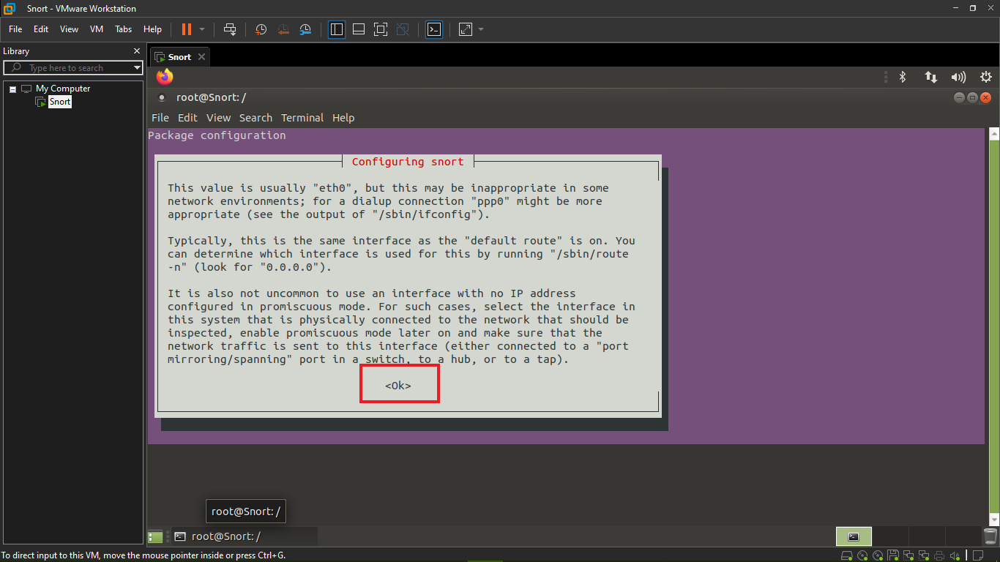 Snort - VMware Workstation
File Edit View VM Tabs Help
Library
Type here to search
My Computer
Snort
Snort
root@Snort: /
File Edit View Search Terminal Help
Package configuration
Configuring snort
This value is usually "eth0", but this may be inappropriate in some
network environments; for a dialup connection "ppp0" might be more
appropriate (see the output of "/sbin/ifconfig").
Typically, this is the same interface as the "default route" is on. You
can determine which interface is used for this by running "/sbin/route
-n" (look for "0.0.0.0").
It is also not uncommon to use an interface with no IP address
configured in promiscuous mode. For such cases, select the interface in
this system that is physically connected to the network that should be
inspected, enable promiscuous mode later on and make sure that the
network traffic is sent to this interface (either connected to a "port
mirroring/spanning" port in a switch, to a hub, or to a tap).
<Ok>
root@Snort: /
root@Snort: /
To direct input to this VM, move the mouse pointer inside or press Ctrl+G.